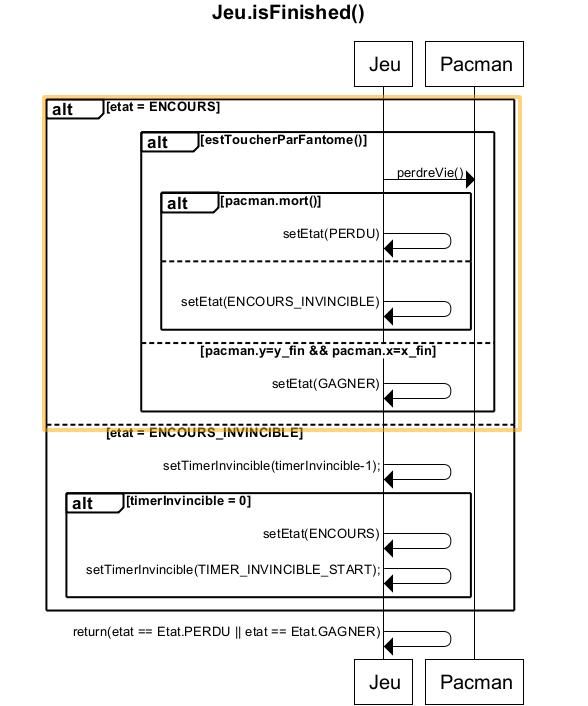 Jeu.isFinished()
Jeu
Pacman
alt [etat = ENCOURS]
alt [estToucherParFantome()]
perdreVie()
alt [pacman.mort()]
setEtat(PERDU)
setEtat(ENCOURS_INVINCIBLE)
[pacman.y=y_fin && pacman.x=x_fin]
setEtat(GAGNER)
[etat = ENCOURS_INVINCIBLE]
setTimerInvincible(timerInvincible-1);
alt [timerInvincible = 0]
setEtat(ENCOURS)
setTimerInvincible(TIMER_INVINCIBLE_START);
return(etat == Etat.PERDU || etat == Etat.GAGNER)
Jeu
Pacman